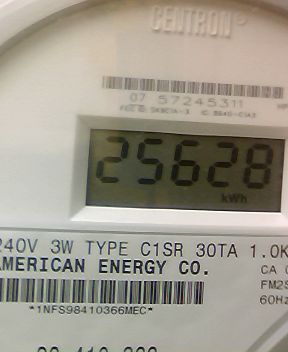 CENTRON®
07 57245311
25628
kWh
240V 3W TYPE C1SR 30TA 1.0K
AMERICAN ENERGY CO.
CA
FM2S
60Hz
*1NFS98410366MEC*